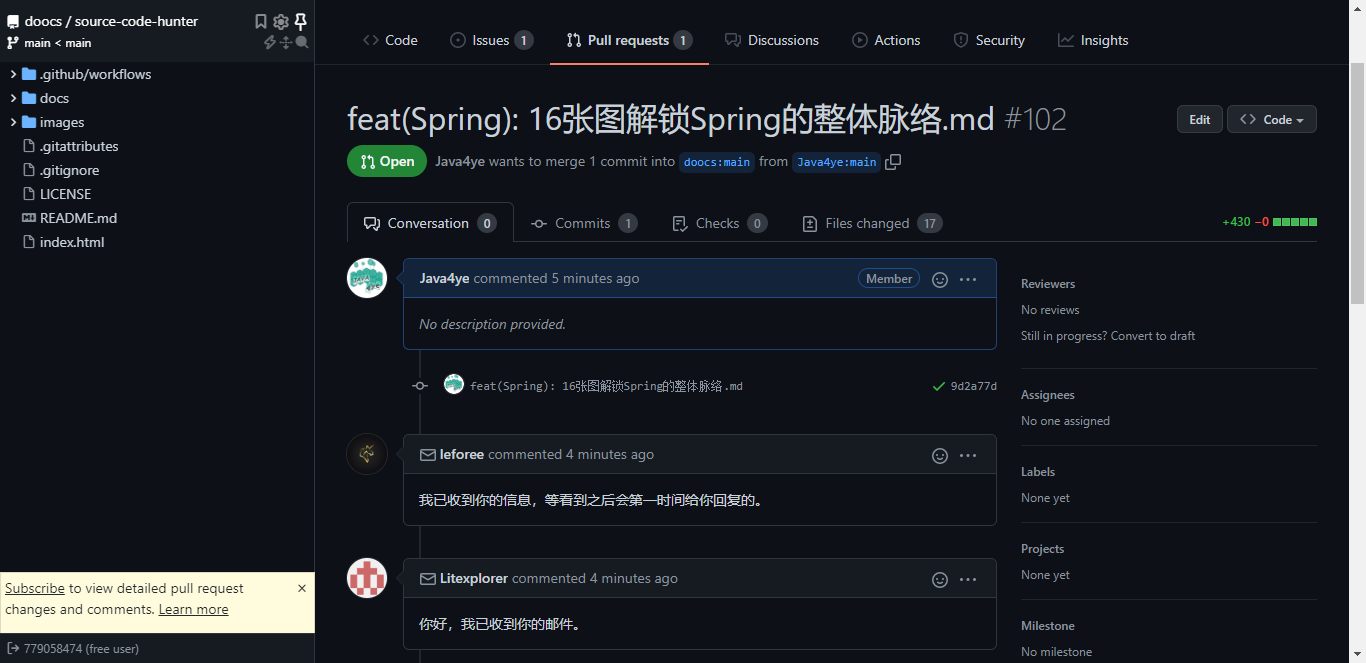 doocs / source-code-hunter
main < main
.github/workflows
docs
images
.gitattributes
.gitignore
LICENSE
README.md
index.html
Subscribe to view detailed pull request
changes and comments. Learn more
×
779058474 (free user)
Code
Issues 1
Pull requests 1
Discussions
Actions
Security
Insights
feat(Spring): 16张图解锁Spring的整体脉络.md #102
Edit
Code
Open
Java4ye wants to merge 1 commit into doocs:main from Java4ye:main
Conversation 0
Commits 1
Checks 0
Files changed 17
+430 −0
Java4ye commented 5 minutes ago
Member
No description provided.
feat(Spring): 16张图解锁Spring的整体脉络.md
9d2a77d
leforee commented 4 minutes ago
我已收到你的信息，等看到之后会第一时间给你回复的。
Litexplorer commented 4 minutes ago
你好，我已收到你的邮件。
Reviewers
No reviews
Still in progress? Convert to draft
Assignees
No one assigned
Labels
None yet
Projects
None yet
Milestone
No milestone